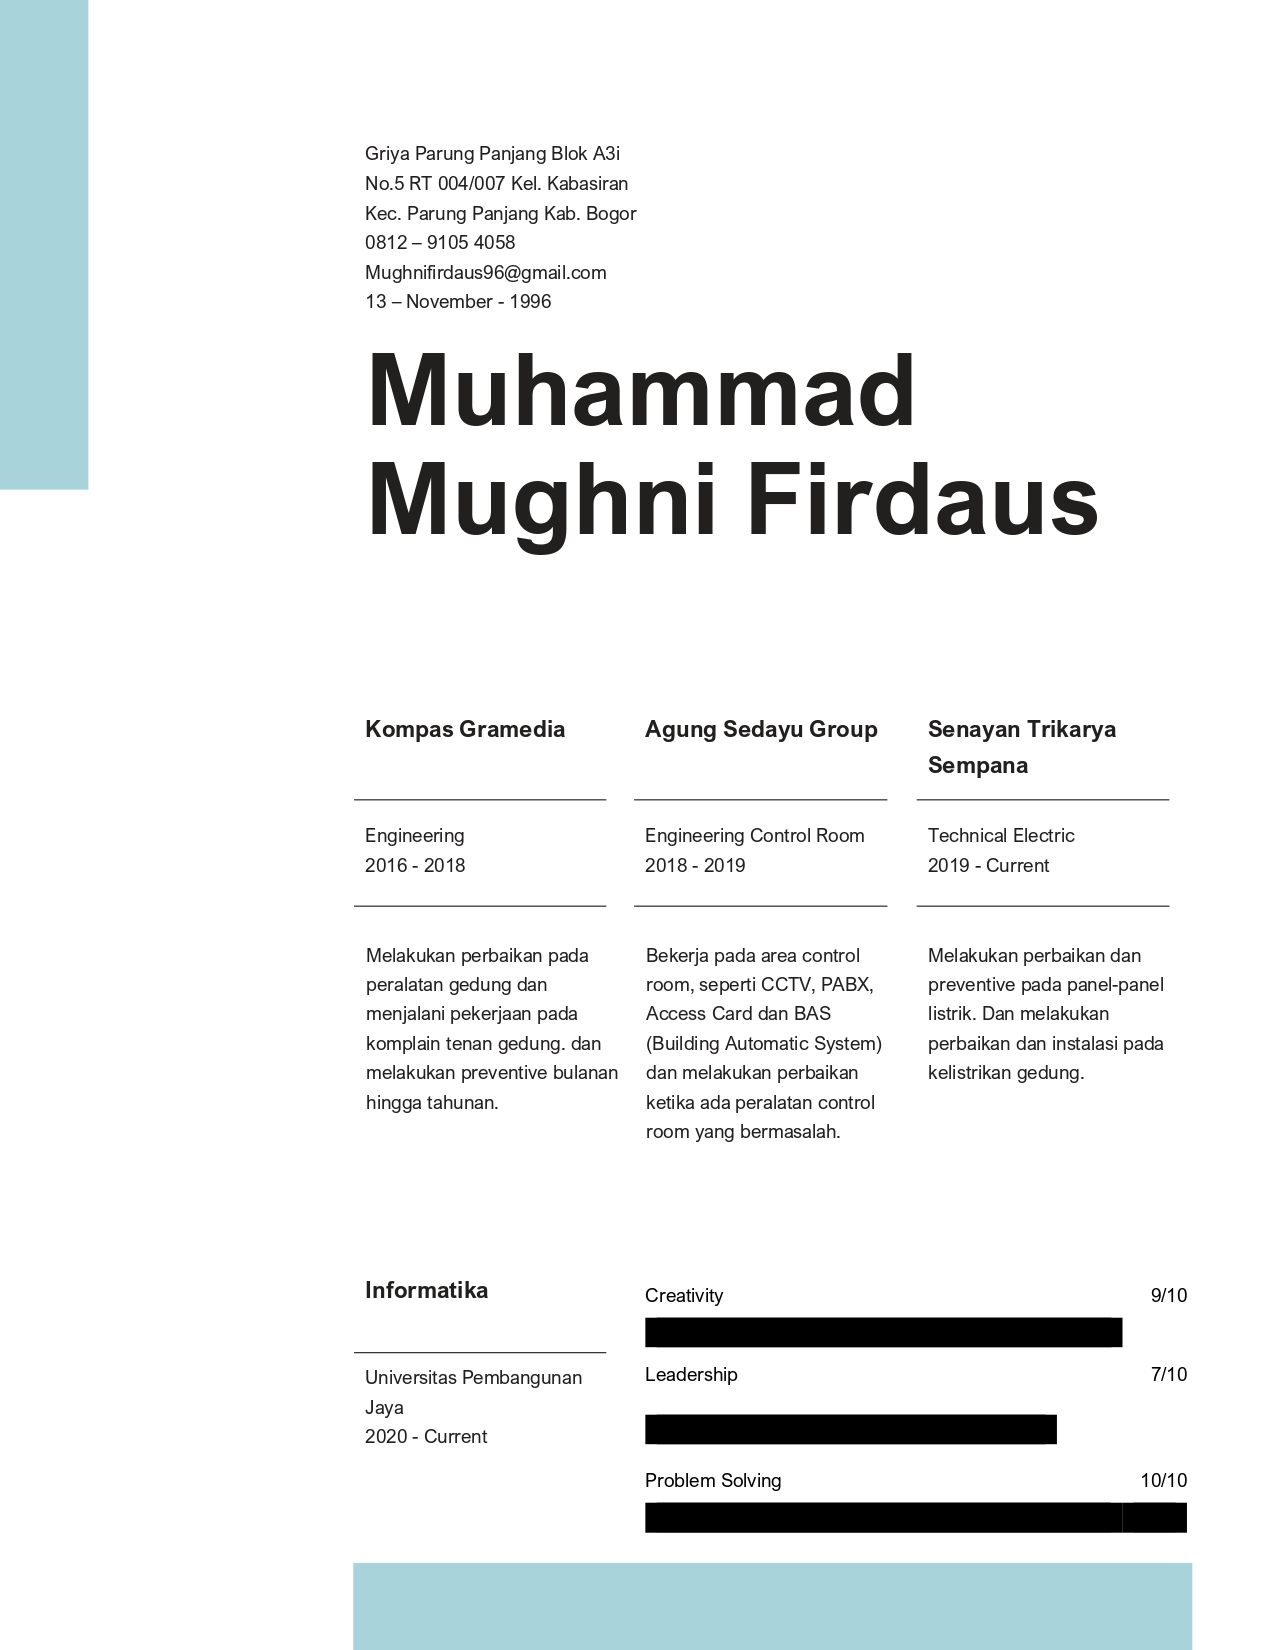 Griya Parung Panjang Blok A3i
No.5 RT 004/007 Kel. Kabasiran
Kec. Parung Panjang Kab. Bogor
0812 – 9105 4058
Mughnifirdaus96@gmail.com
13 – November - 1996
Muhammad
Mughni Firdaus
Kompas Gramedia
Engineering
2016 - 2018
Melakukan perbaikan pada
peralatan gedung dan
menjalani pekerjaan pada
komplain tenan gedung. dan
melakukan preventive bulanan
hingga tahunan.
Agung Sedayu Group
Engineering Control Room
2018 - 2019
Bekerja pada area control
room, seperti CCTV, PABX,
Access Card dan BAS
(Building Automatic System)
dan melakukan perbaikan
ketika ada peralatan control
room yang bermasalah.
Senayan Trikarya
Sempana
Technical Electric
2019 - Current
Melakukan perbaikan dan
preventive pada panel-panel
listrik. Dan melakukan
perbaikan dan instalasi pada
kelistrikan gedung.
Informatika
Universitas Pembangunan
Jaya
2020 - Current
Creativity 9/10
Leadership 7/10
Problem Solving 10/10